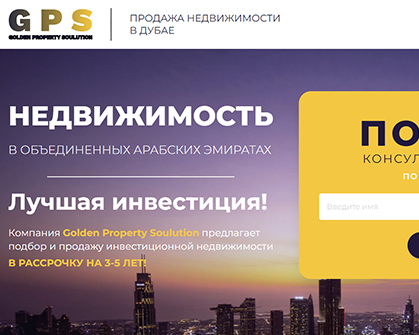 GPS
GOLDEN PROPERTY SOULUTION
ПРОДАЖА НЕДВИЖИМОСТИ
В ДУБАЕ
НЕДВИЖИМОСТЬ
В ОБЪЕДИНЕННЫХ АРАБСКИХ ЭМИРАТАХ
Лучшая инвестиция!
Компания Golden Property Soulution предлагает
подбор и продажу инвестиционной недвижимости
В РАССРОЧКУ НА 3-5 ЛЕТ!
ПО
КОНСУЛ
ПО
Введите имя